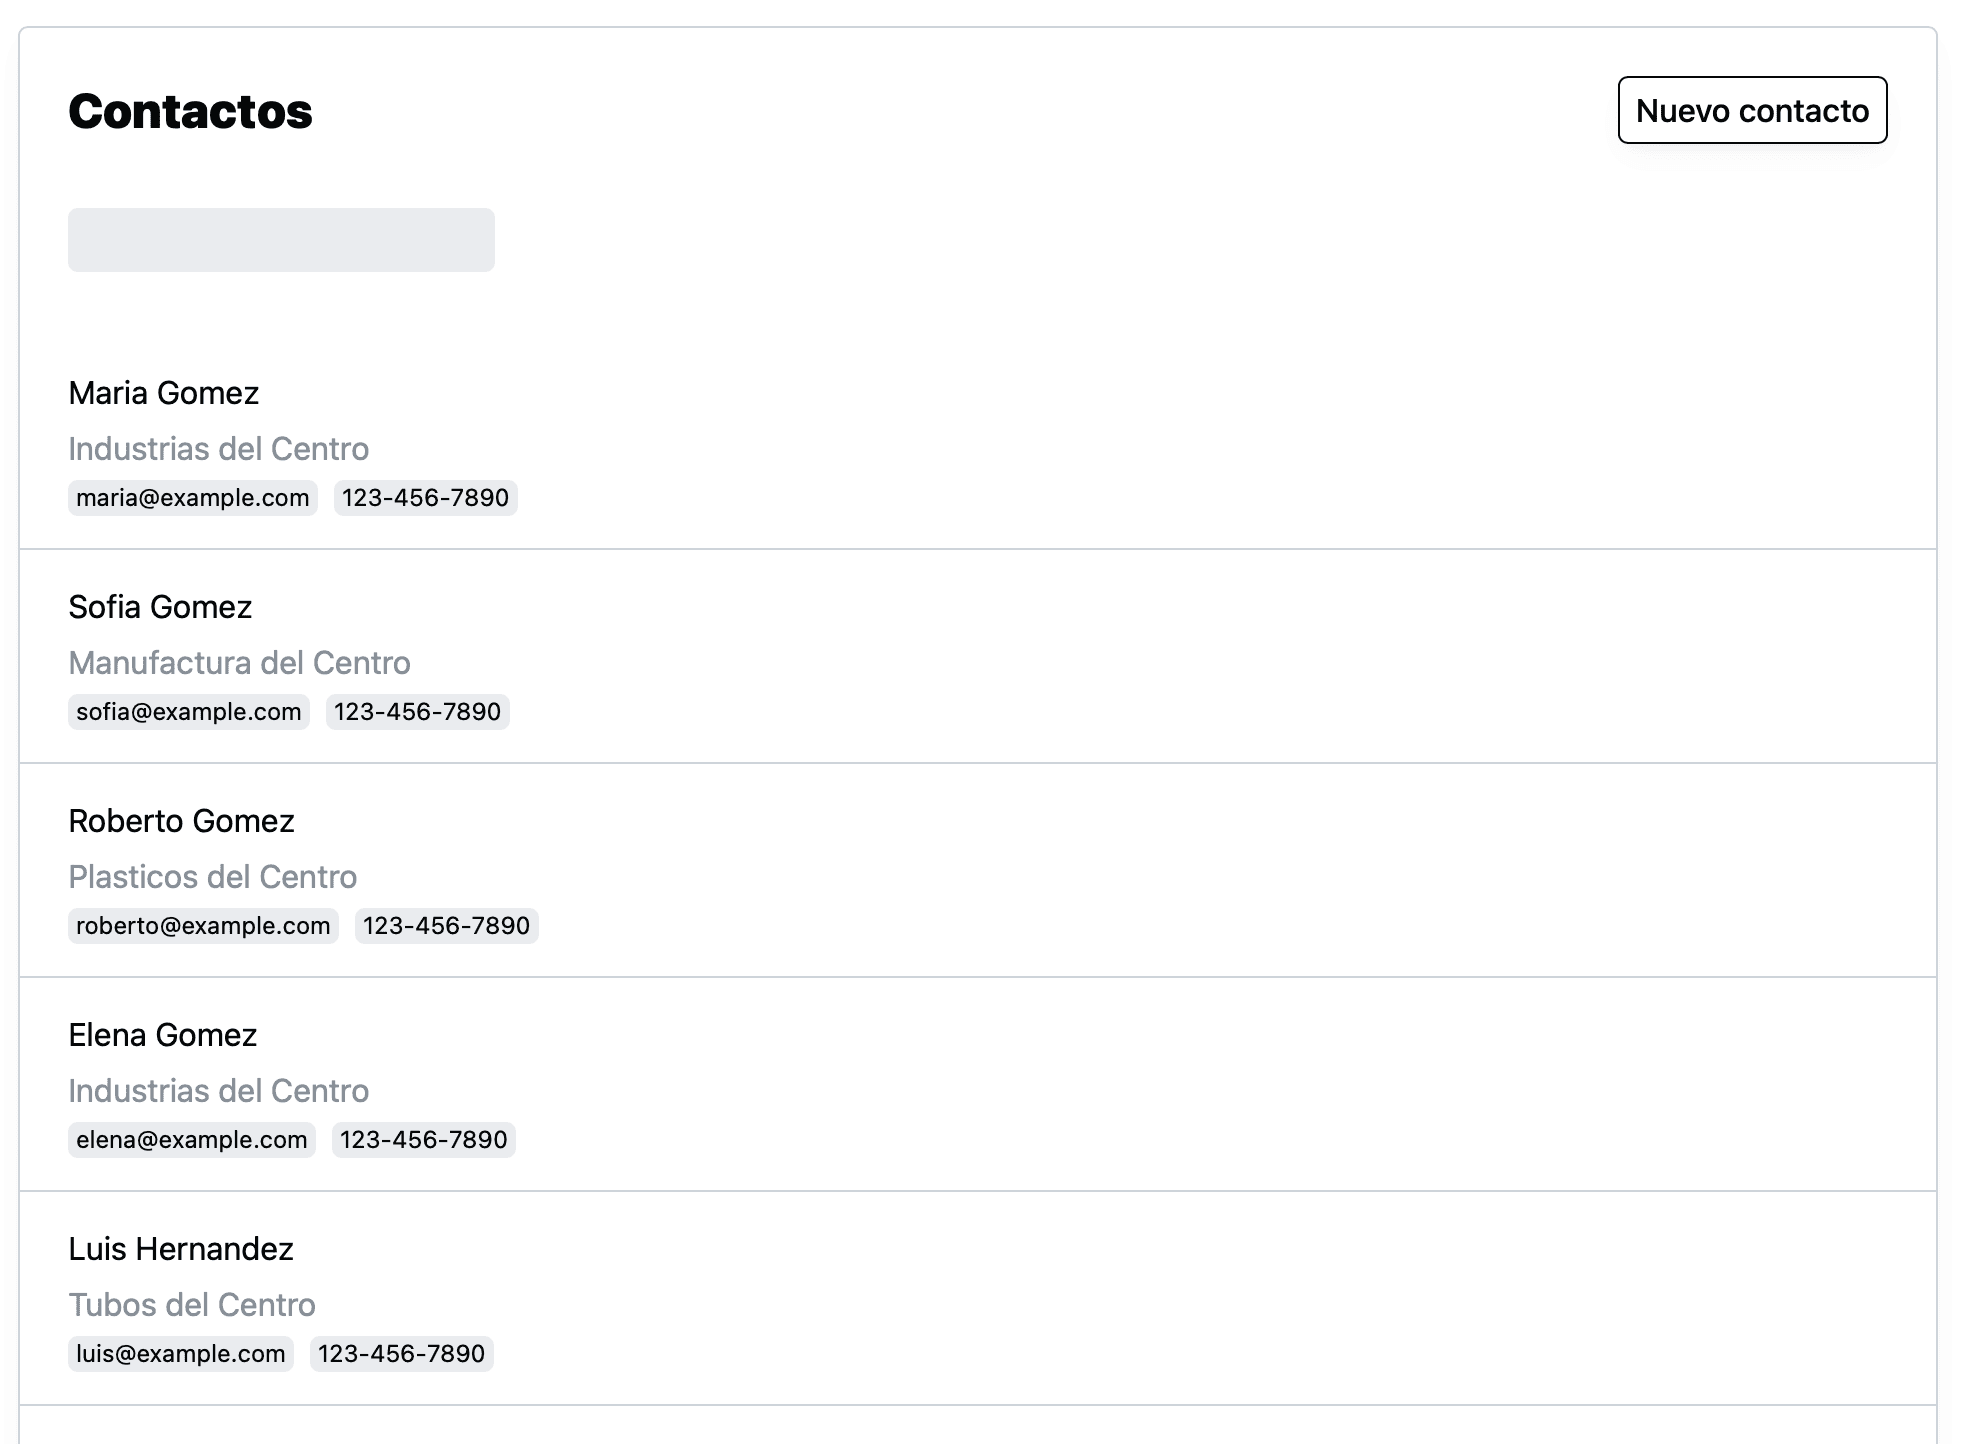 Contactos
Nuevo contacto
Maria Gomez
Industrias del Centro
maria@example.com 123-456-7890
Sofia Gomez
Manufactura del Centro
sofia@example.com 123-456-7890
Roberto Gomez
Plasticos del Centro
roberto@example.com 123-456-7890
Elena Gomez
Industrias del Centro
elena@example.com 123-456-7890
Luis Hernandez
Tubos del Centro
luis@example.com 123-456-7890